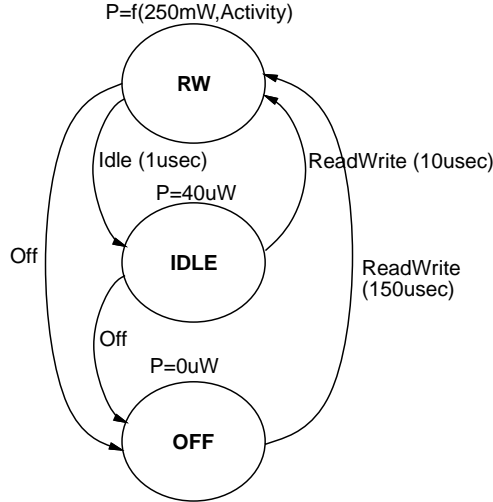 P=f(250mW,Activity)
RW
Idle (1usec)
ReadWrite (10usec)
P=40uW
Off
IDLE
ReadWrite
(150usec)
Off
P=0uW
OFF